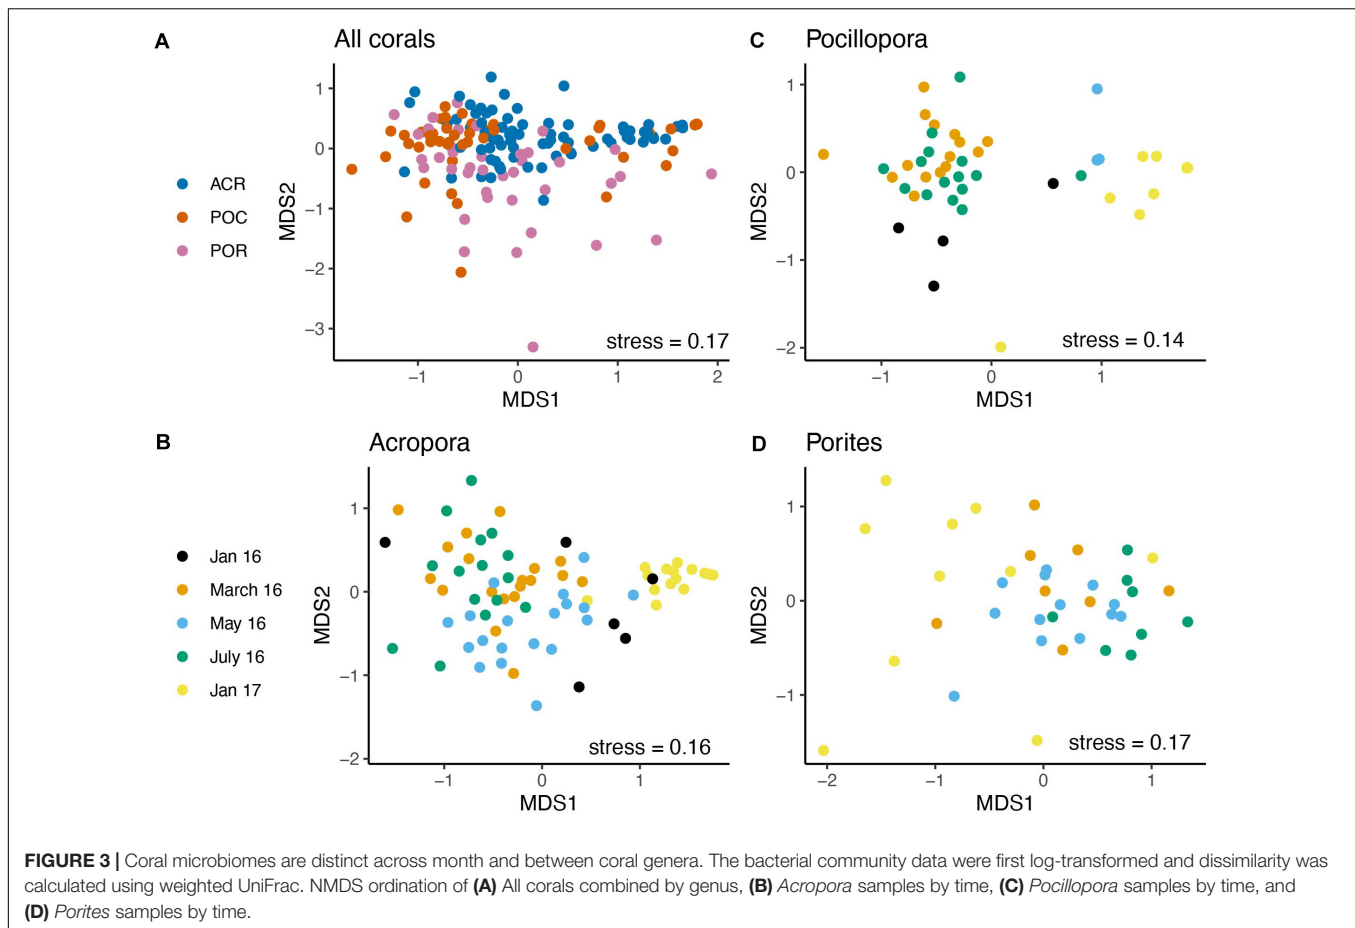 A
All corals
1
0
−1
−2
−3
MDS2
ACR
POC
POR
stress = 0.17
−1
0
1
2
MDS1
C
Pocillopora
1
0
−1
−2
MDS2
stress = 0.14
−1
0
1
MDS1
B
Acropora
1
0
−1
−2
MDS2
Jan 16
March 16
May 16
July 16
Jan 17
stress = 0.16
−1
0
1
MDS1
D
Porites
1
0
−1
MDS2
stress = 0.17
−2
−1
0
1
MDS1
FIGURE 3 | Coral microbiomes are distinct across month and between coral genera. The bacterial community data were first log-transformed and dissimilarity was
calculated using weighted UniFrac. NMDS ordination of (A) All corals combined by genus, (B) Acropora samples by time, (C) Pocillopora samples by time, and
(D) Porites samples by time.